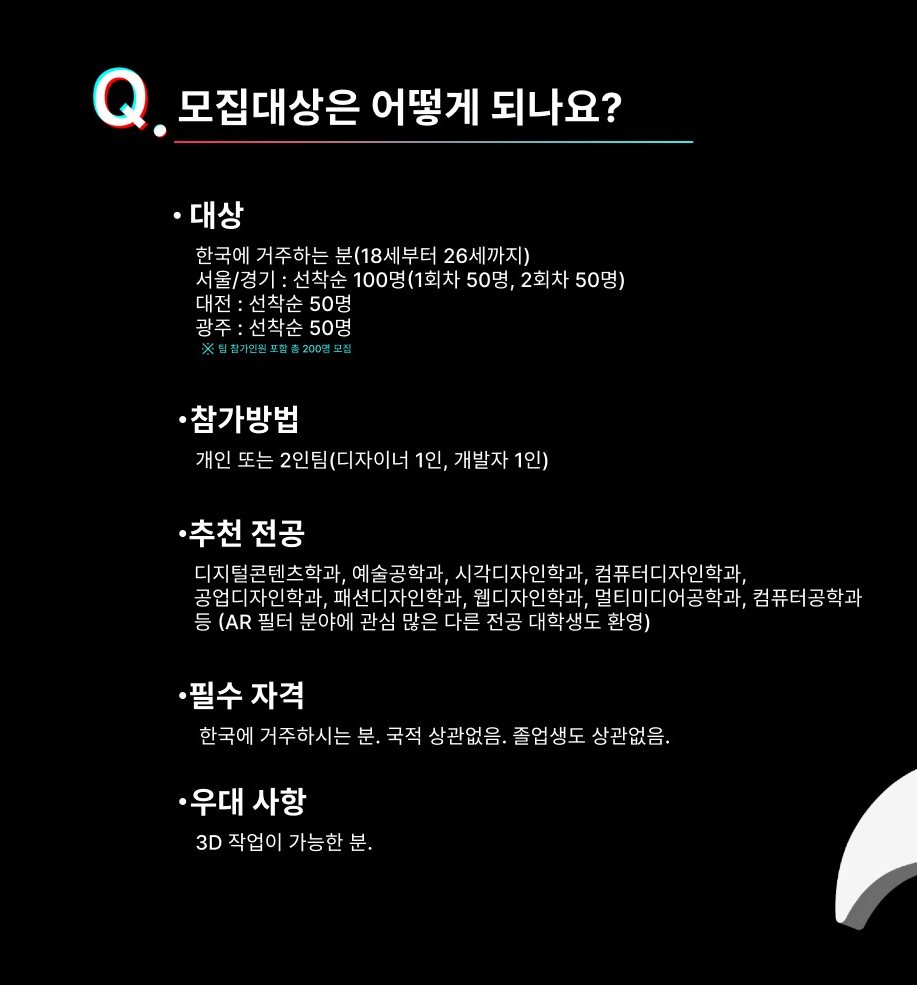 Q. 모집대상은 어떻게 되나요?
• 대상
한국에 거주하는 분(18세부터 26세까지)
서울/경기 : 선착순 100명(1회차 50명, 2회차 50명)
대전 : 선착순 50명
광주 : 선착순 50명
※ 팀 참가인원 포함 총 200명 모집
•참가방법
개인 또는 2인팀(디자이너 1인, 개발자 1인)
•추천 전공
디지털콘텐츠학과, 예술공학과, 시각디자인학과, 컴퓨터디자인학과,
공업디자인학과, 패션디자인학과, 웹디자인학과, 멀티미디어공학과, 컴퓨터공학과
등 (AR 필터 분야에 관심 많은 다른 전공 대학생도 환영)
•필수 자격
한국에 거주하시는 분. 국적 상관없음. 졸업생도 상관없음.
•우대 사항
3D 작업이 가능한 분.